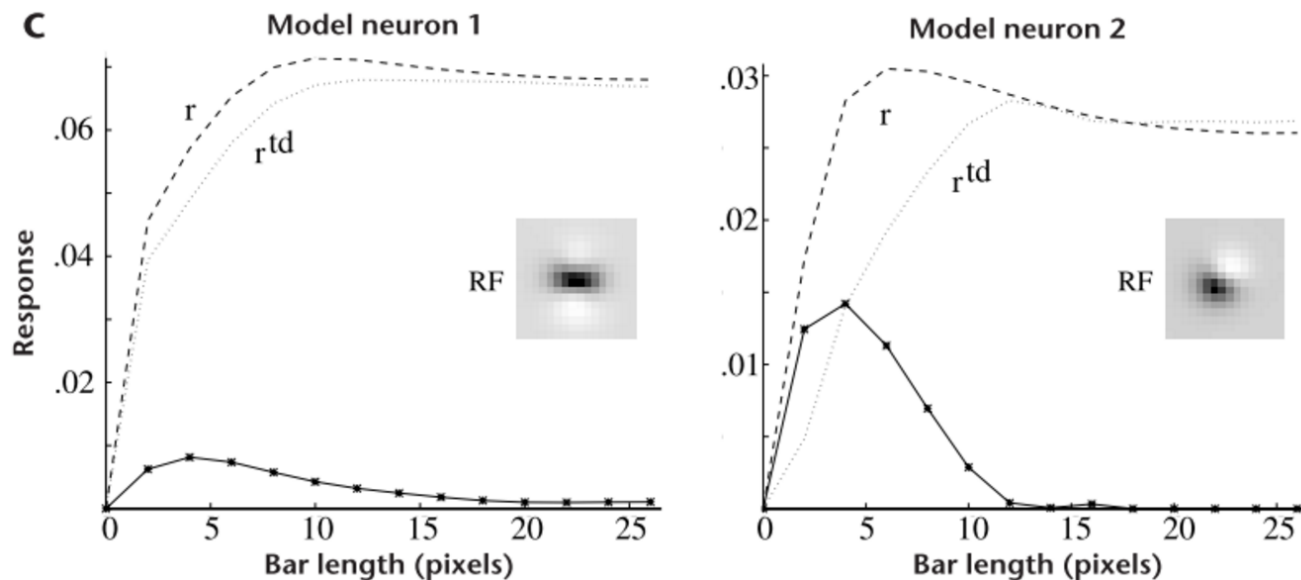 C
Model neuron 1
Response
.06
.04
.02
r
r^td
RF
0 5 10 15 20 25
Bar length (pixels)
Model neuron 2
.03
.02
.01
r
r^td
RF
0 5 10 15 20 25
Bar length (pixels)